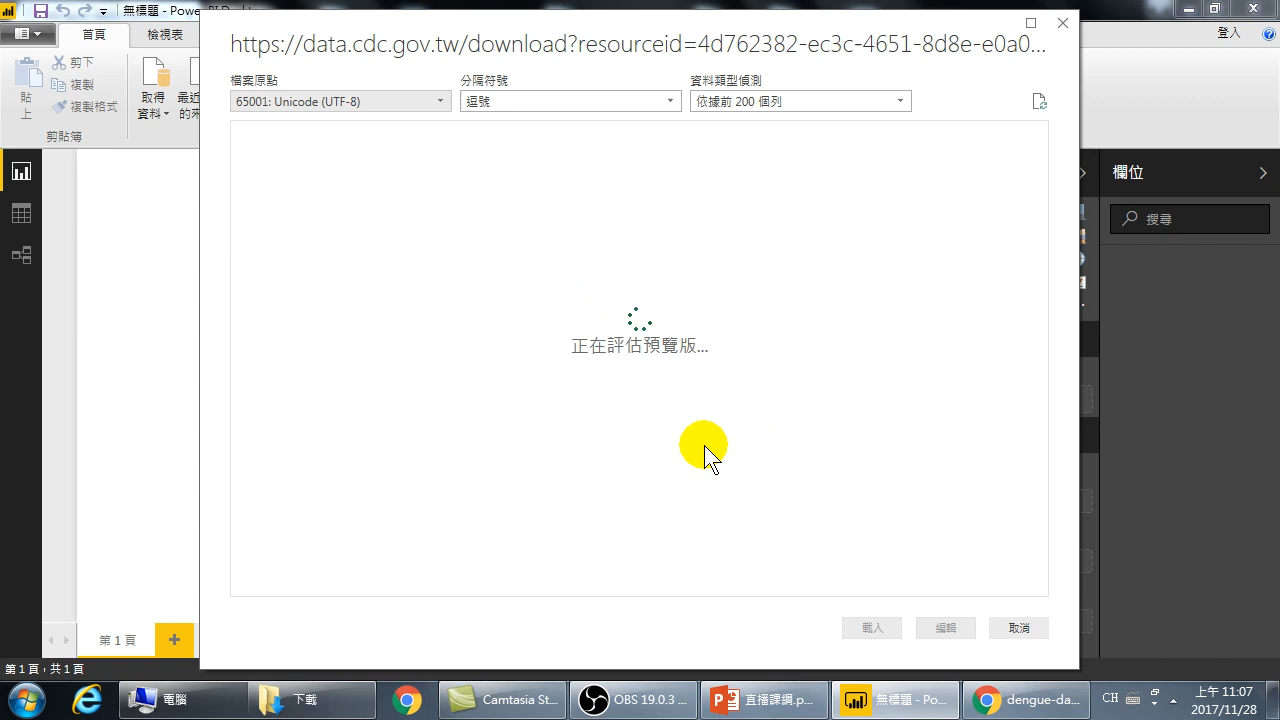 無標題 - Powe
登入
首頁
檢視表
貼
上
剪下
複製
複製格式
剪貼簿
取得
資料
最近
的來
https://data.cdc.gov.tw/download?resourceid=4d762382-ec3c-4651-8d8e-e0a0...
檔案原點
分隔符號
資料類型偵測
65001: Unicode (UTF-8)
逗號
依據前 200 個列
正在評估預覽版...
載入
編輯
取消
欄位
搜尋
第 1 頁
第 1 頁，共 1 頁
電腦
下載
Camtasia St...
OBS 19.0.3 ...
直播課綱.p...
無標題 - Po...
dengue-da...
CH
上午 11:07
2017/11/28